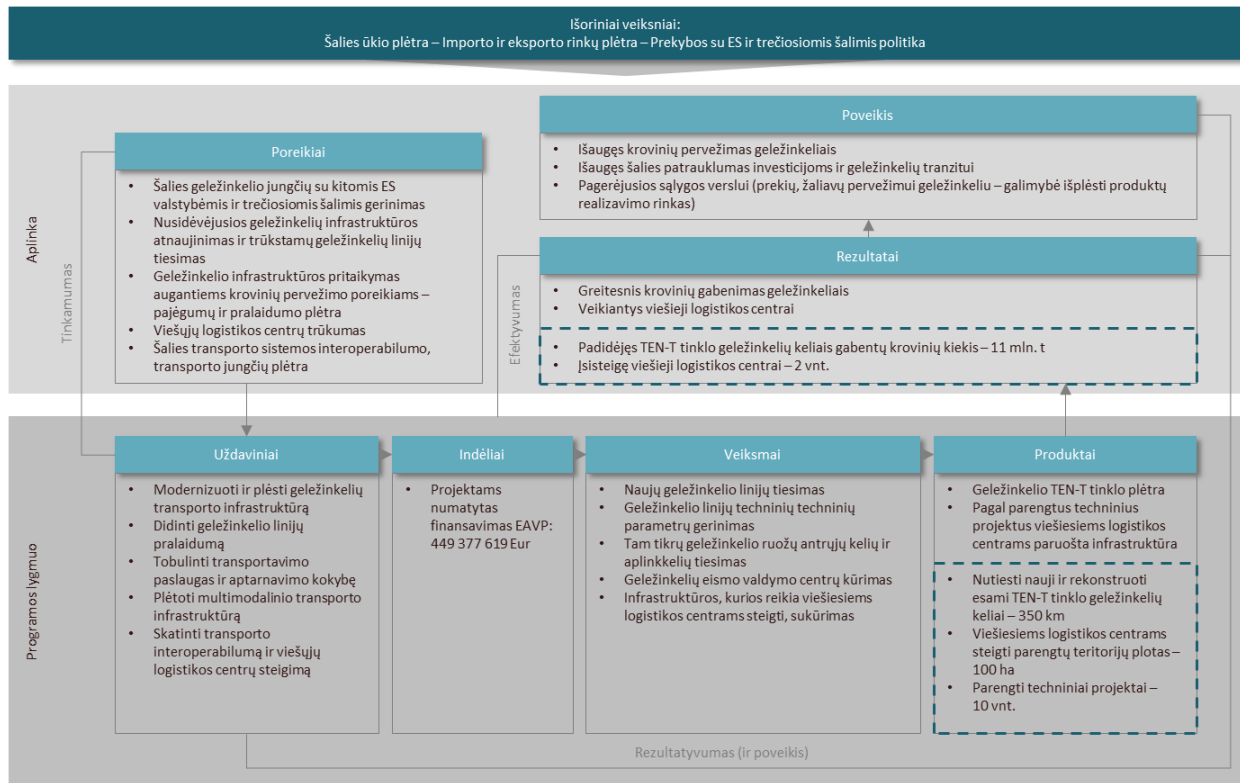 Išoriniai veiksniai:
Šalies ūkio plėtra – Importo ir eksporto rinkų plėtra – Prekybos su ES ir trečiosiomis šalimis politika
Aplinka
Tinkamumas
Poreikiai
• Šalies geležinkelio jungčių su kitomis ES
valstybėmis ir trečiosiomis šalimis gerinimas
• Nusidėvėjusios geležinkelių infrastruktūros
atnaujinimas ir trūkstamų geležinkelių linijų
tiesimas
• Geležinkelio infrastruktūros pritaikymas
augantiems krovinių pervežimo poreikiams –
pajėgumų ir pralaidumo plėtra
• Viešųjų logistikos centrų trūkumas
• Šalies transporto sistemos interoperabilumo,
transporto jungčių plėtra
Poveikis
• Išaugęs krovinių pervežimas geležinkeliais
• Išaugęs šalies patrauklumas investicijoms ir geležinkelių tranzitui
• Pagerėjusios sąlygos verslui (prekių, žaliavų pervežimui geležinkeliu – galimybė išplėsti produktų
realizavimo rinkas)
Efektyvumas
Rezultatai
• Greitesnis krovinių gabenimas geležinkeliais
• Veikiantys viešieji logistikos centrai
• Padidėjęs TEN-T tinklo geležinkelių keliais gabentų krovinių kiekis – 11 mln. t
• Įsisteigę viešieji logistikos centrai – 2 vnt.
Programos lygmuo
Uždaviniai
• Modernizuoti ir plėsti geležinkelių
transporto infrastruktūrą
• Didinti geležinkelio linijų
pralaidumą
• Tobulinti transportavimo
paslaugas ir aptarnavimo kokybę
• Plėtoti multimodalinio transporto
infrastruktūrą
• Skatinti transporto
interoperabilumą ir viešųjų
logistikos centrų steigimą
Indėliai
• Projektams
numatytas
finansavimas EAVP:
449 377 619 Eur
Veiksmai
• Naujų geležinkelio linijų tiesimas
• Geležinkelio linijų techninių techninių
parametrų gerinimas
• Tam tikrų geležinkelio ruožų antrųjų kelių ir
aplinkkelių tiesimas
• Geležinkelių eismo valdymo centrų kūrimas
• Infrastruktūros, kurios reikia viešiesiems
logistikos centrams steigti, sukūrimas
Produktai
• Geležinkelio TEN-T tinklo plėtra
• Pagal parengtus techninius
projektus viešiesiems logistikos
centrams paruošta infrastruktūra
• Nutiesti nauji ir rekonstruoti
esami TEN-T tinklo geležinkelių
keliai – 350 km
• Viešiesiems logistikos centrams
steigti parengtų teritorijų plotas –
100 ha
• Parengti techniniai projektai –
10 vnt.
Rezultatyvumas (ir poveikis)